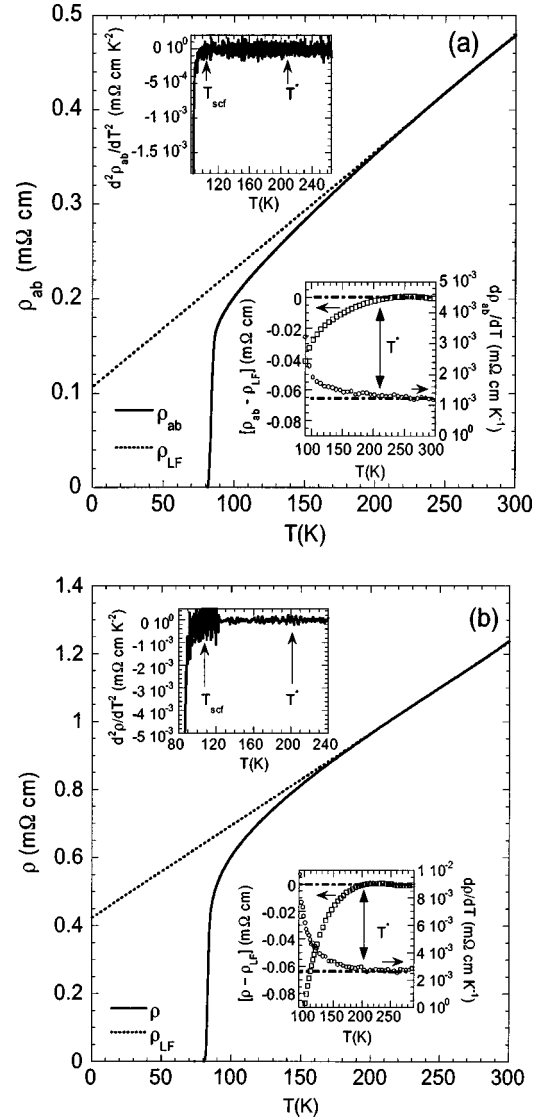 (a)
ρab (mΩ cm)
0.5
0.4
0.3
0.2
0.1
0
0 50 100 150 200 250 300
T(K)
ρab
ρLF
d²ρab/dT² (mΩ cm K⁻²)
0 10⁰
-5 10⁻⁴
-1 10⁻³
-1.5 10⁻³
120 160 200 240
T(K)
Tscf
T*
[ρab - ρLF] (mΩ cm)
0
-0.02
-0.04
-0.06
-0.08
100 150 200 250 300
T(K)
T*
5 10⁻³
4 10⁻³
3 10⁻³
2 10⁻³
1 10⁻³
0 10⁰
dρab/dT (mΩ cm K⁻¹)
(b)
ρ (mΩ cm)
1.4
1.2
1
0.8
0.6
0.4
0.2
0
0 50 100 150 200 250 300
T(K)
ρ
ρLF
d²ρ/dT² (mΩ cm K⁻²)
0 10⁰
-1 10⁻³
-2 10⁻³
-3 10⁻³
-4 10⁻³
-5 10⁻³
80 120 160 200 240
T(K)
Tscf
T*
[ρ - ρLF] (mΩ cm)
0
-0.02
-0.04
-0.06
-0.08
100 150 200 250
T(K)
T*
1 10⁻²
8 10⁻³
6 10⁻³
4 10⁻³
2 10⁻³
0 10⁰
dρ/dT (mΩ cm K⁻¹)